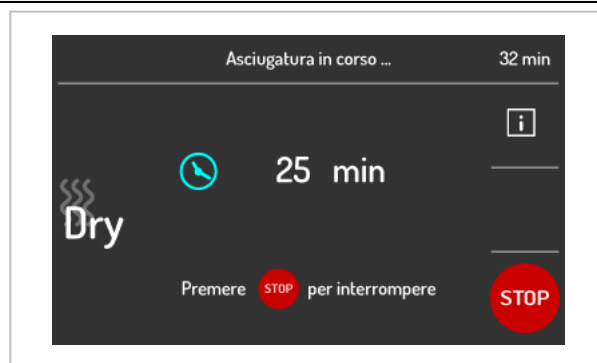 Asciugatura in corso ... 32 min
i
25 min
Dry
Premere STOP per interrompere
STOP